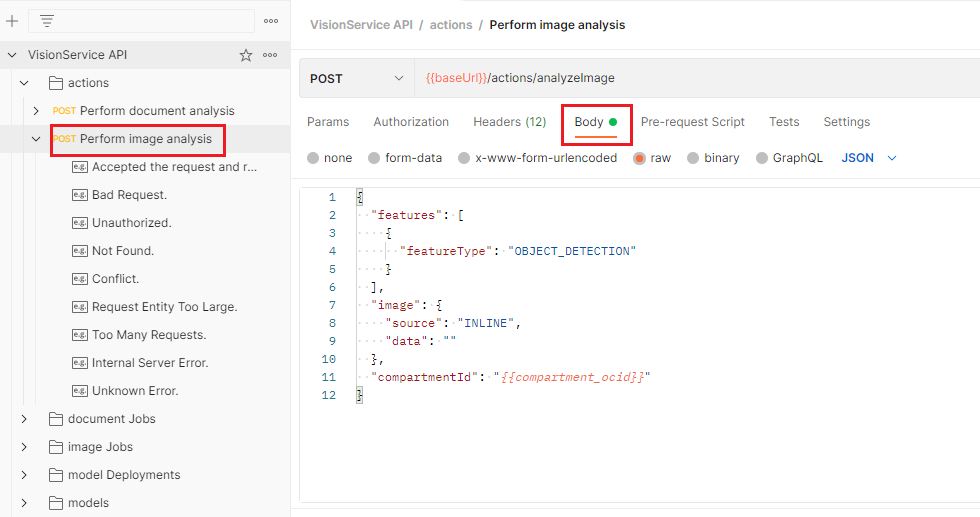 VisionService API
actions
POST Perform document analysis
POST Perform image analysis
e.g. Accepted the request and r...
e.g. Bad Request.
e.g. Unauthorized.
e.g. Not Found.
e.g. Conflict.
e.g. Request Entity Too Large.
e.g. Too Many Requests.
e.g. Internal Server Error.
e.g. Unknown Error.
document Jobs
image Jobs
model Deployments
models
VisionService API / actions / Perform image analysis
POST {{baseUrl}}/actions/analyzeImage
Params Authorization Headers (12) Body Pre-request Script Tests Settings
none form-data x-www-form-urlencoded raw binary GraphQL JSON
1 {
2 "features": [
3 {
4 "featureType": "OBJECT_DETECTION"
5 }
6 ],
7 "image": {
8 "source": "INLINE",
9 "data": ""
10 },
11 "compartmentId": "{{compartment_ocid}}"
12 }